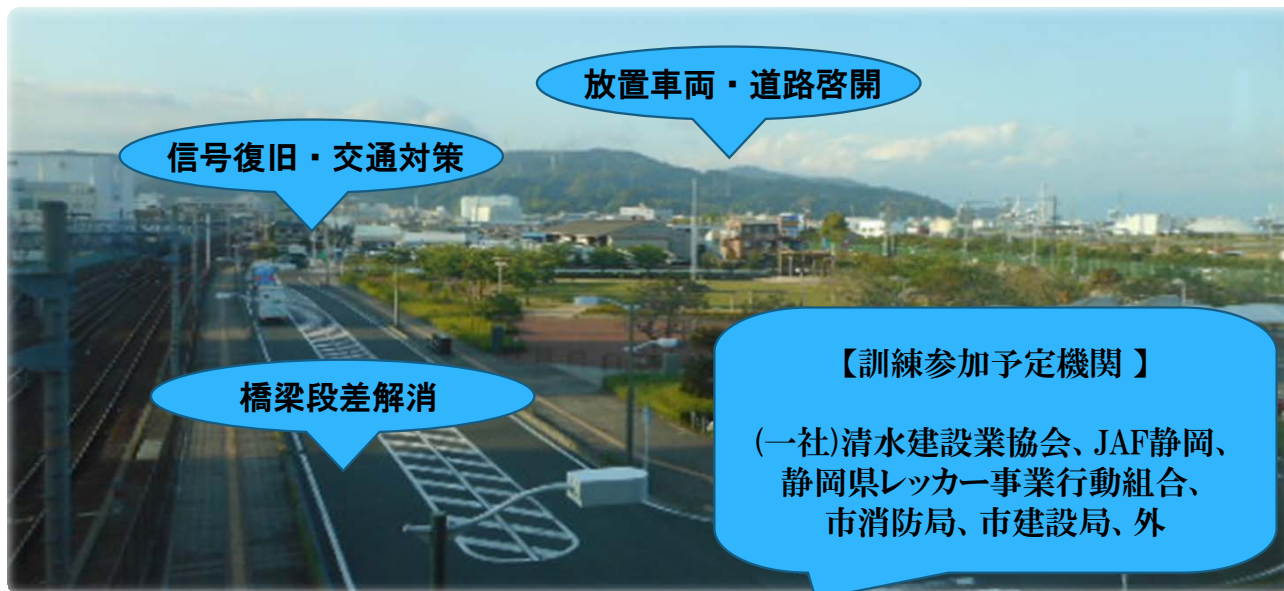 放置車両・道路啓開
信号復旧・交通対策
橋梁段差解消
【訓練参加予定機関 】
(一社)清水建設業協会、JAF静岡、
静岡県レッカー事業行動組合、
市消防局、市建設局、外